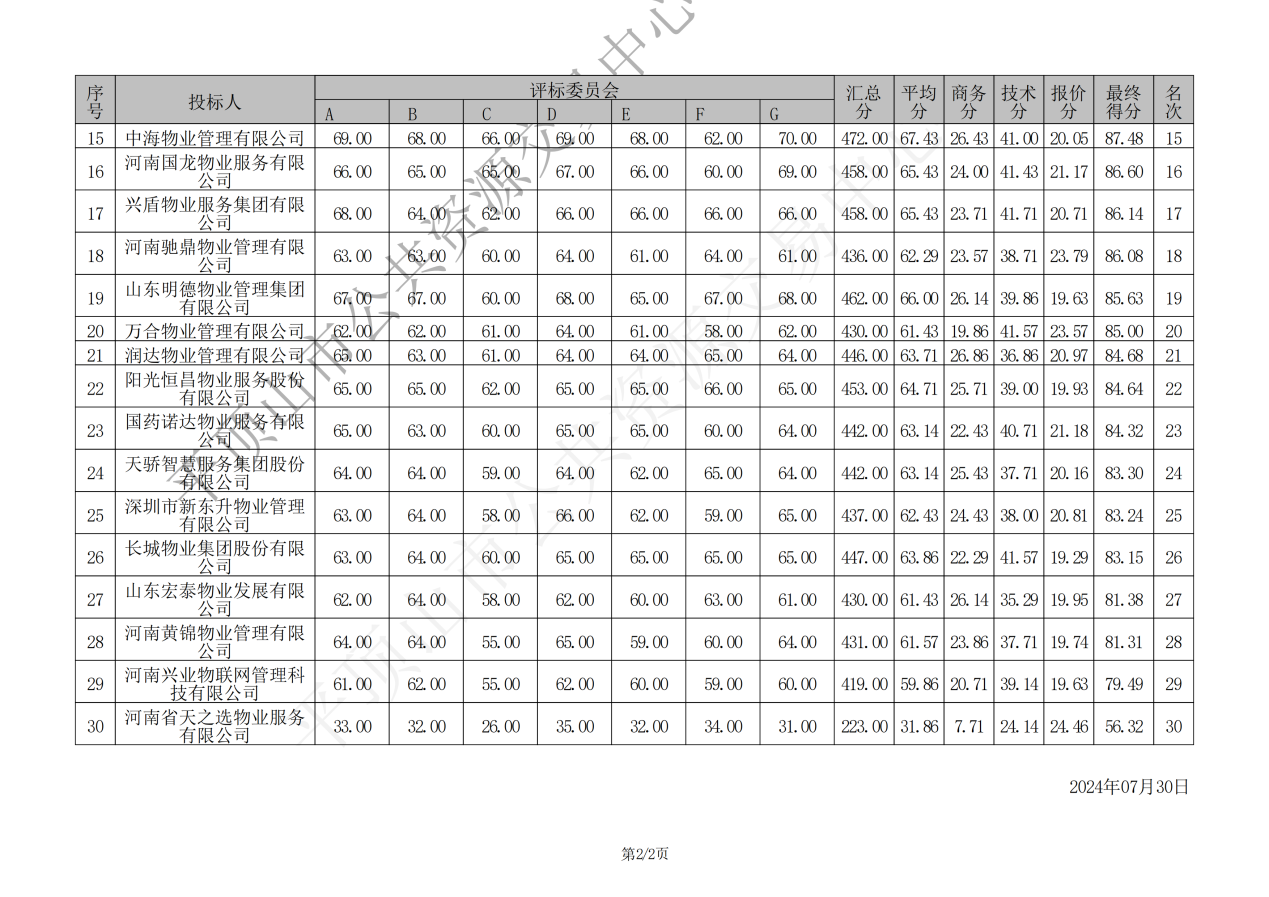 平顶山市公共资源交易中心
平顶山市公共资源交易中心
序号 投标人 评标委员会 汇总分 平均分 商务分 技术分 报价分 最终得分 名次
A B C D E F G
15 中海物业管理有限公司 69.00 68.00 66.00 69.00 68.00 62.00 70.00 472.00 67.43 26.43 41.00 20.05 87.48 15
16 河南国龙物业服务有限公司 66.00 65.00 65.00 67.00 66.00 60.00 69.00 458.00 65.43 24.00 41.43 21.17 86.60 16
17 兴盾物业服务集团有限公司 68.00 64.00 62.00 66.00 66.00 66.00 66.00 458.00 65.43 23.71 41.71 20.71 86.14 17
18 河南驰鼎物业管理有限公司 63.00 63.00 60.00 64.00 61.00 64.00 61.00 436.00 62.29 23.57 38.71 23.79 86.08 18
19 山东明德物业管理集团有限公司 67.00 67.00 60.00 68.00 65.00 67.00 68.00 462.00 66.00 26.14 39.86 19.63 85.63 19
20 万合物业管理有限公司 62.00 62.00 61.00 64.00 61.00 58.00 62.00 430.00 61.43 19.86 41.57 23.57 85.00 20
21 润达物业管理有限公司 65.00 63.00 61.00 64.00 64.00 65.00 64.00 446.00 63.71 26.86 36.86 20.97 84.68 21
22 阳光恒昌物业服务股份有限公司 65.00 65.00 62.00 65.00 65.00 66.00 65.00 453.00 64.71 25.71 39.00 19.93 84.64 22
23 国药诺达物业服务有限公司 65.00 63.00 60.00 65.00 65.00 60.00 64.00 442.00 63.14 22.43 40.71 21.18 84.32 23
24 天骄智慧服务集团股份有限公司 64.00 64.00 59.00 64.00 62.00 65.00 64.00 442.00 63.14 25.43 37.71 20.16 83.30 24
25 深圳市新东升物业管理有限公司 63.00 64.00 58.00 66.00 62.00 59.00 65.00 437.00 62.43 24.43 38.00 20.81 83.24 25
26 长城物业集团股份有限公司 63.00 64.00 60.00 65.00 65.00 65.00 65.00 447.00 63.86 22.29 41.57 19.29 83.15 26
27 山东宏泰物业发展有限公司 62.00 64.00 58.00 62.00 60.00 63.00 61.00 430.00 61.43 26.14 35.29 19.95 81.38 27
28 河南黄锦物业管理有限公司 64.00 64.00 55.00 65.00 59.00 60.00 64.00 431.00 61.57 23.86 37.71 19.74 81.31 28
29 河南兴业物联网管理科技有限公司 61.00 62.00 55.00 62.00 60.00 59.00 60.00 419.00 59.86 20.71 39.14 19.63 79.49 29
30 河南省天之选物业服务有限公司 33.00 32.00 26.00 35.00 32.00 34.00 31.00 223.00 31.86 7.71 24.14 24.46 56.32 30
2024年07月30日
第2/2页